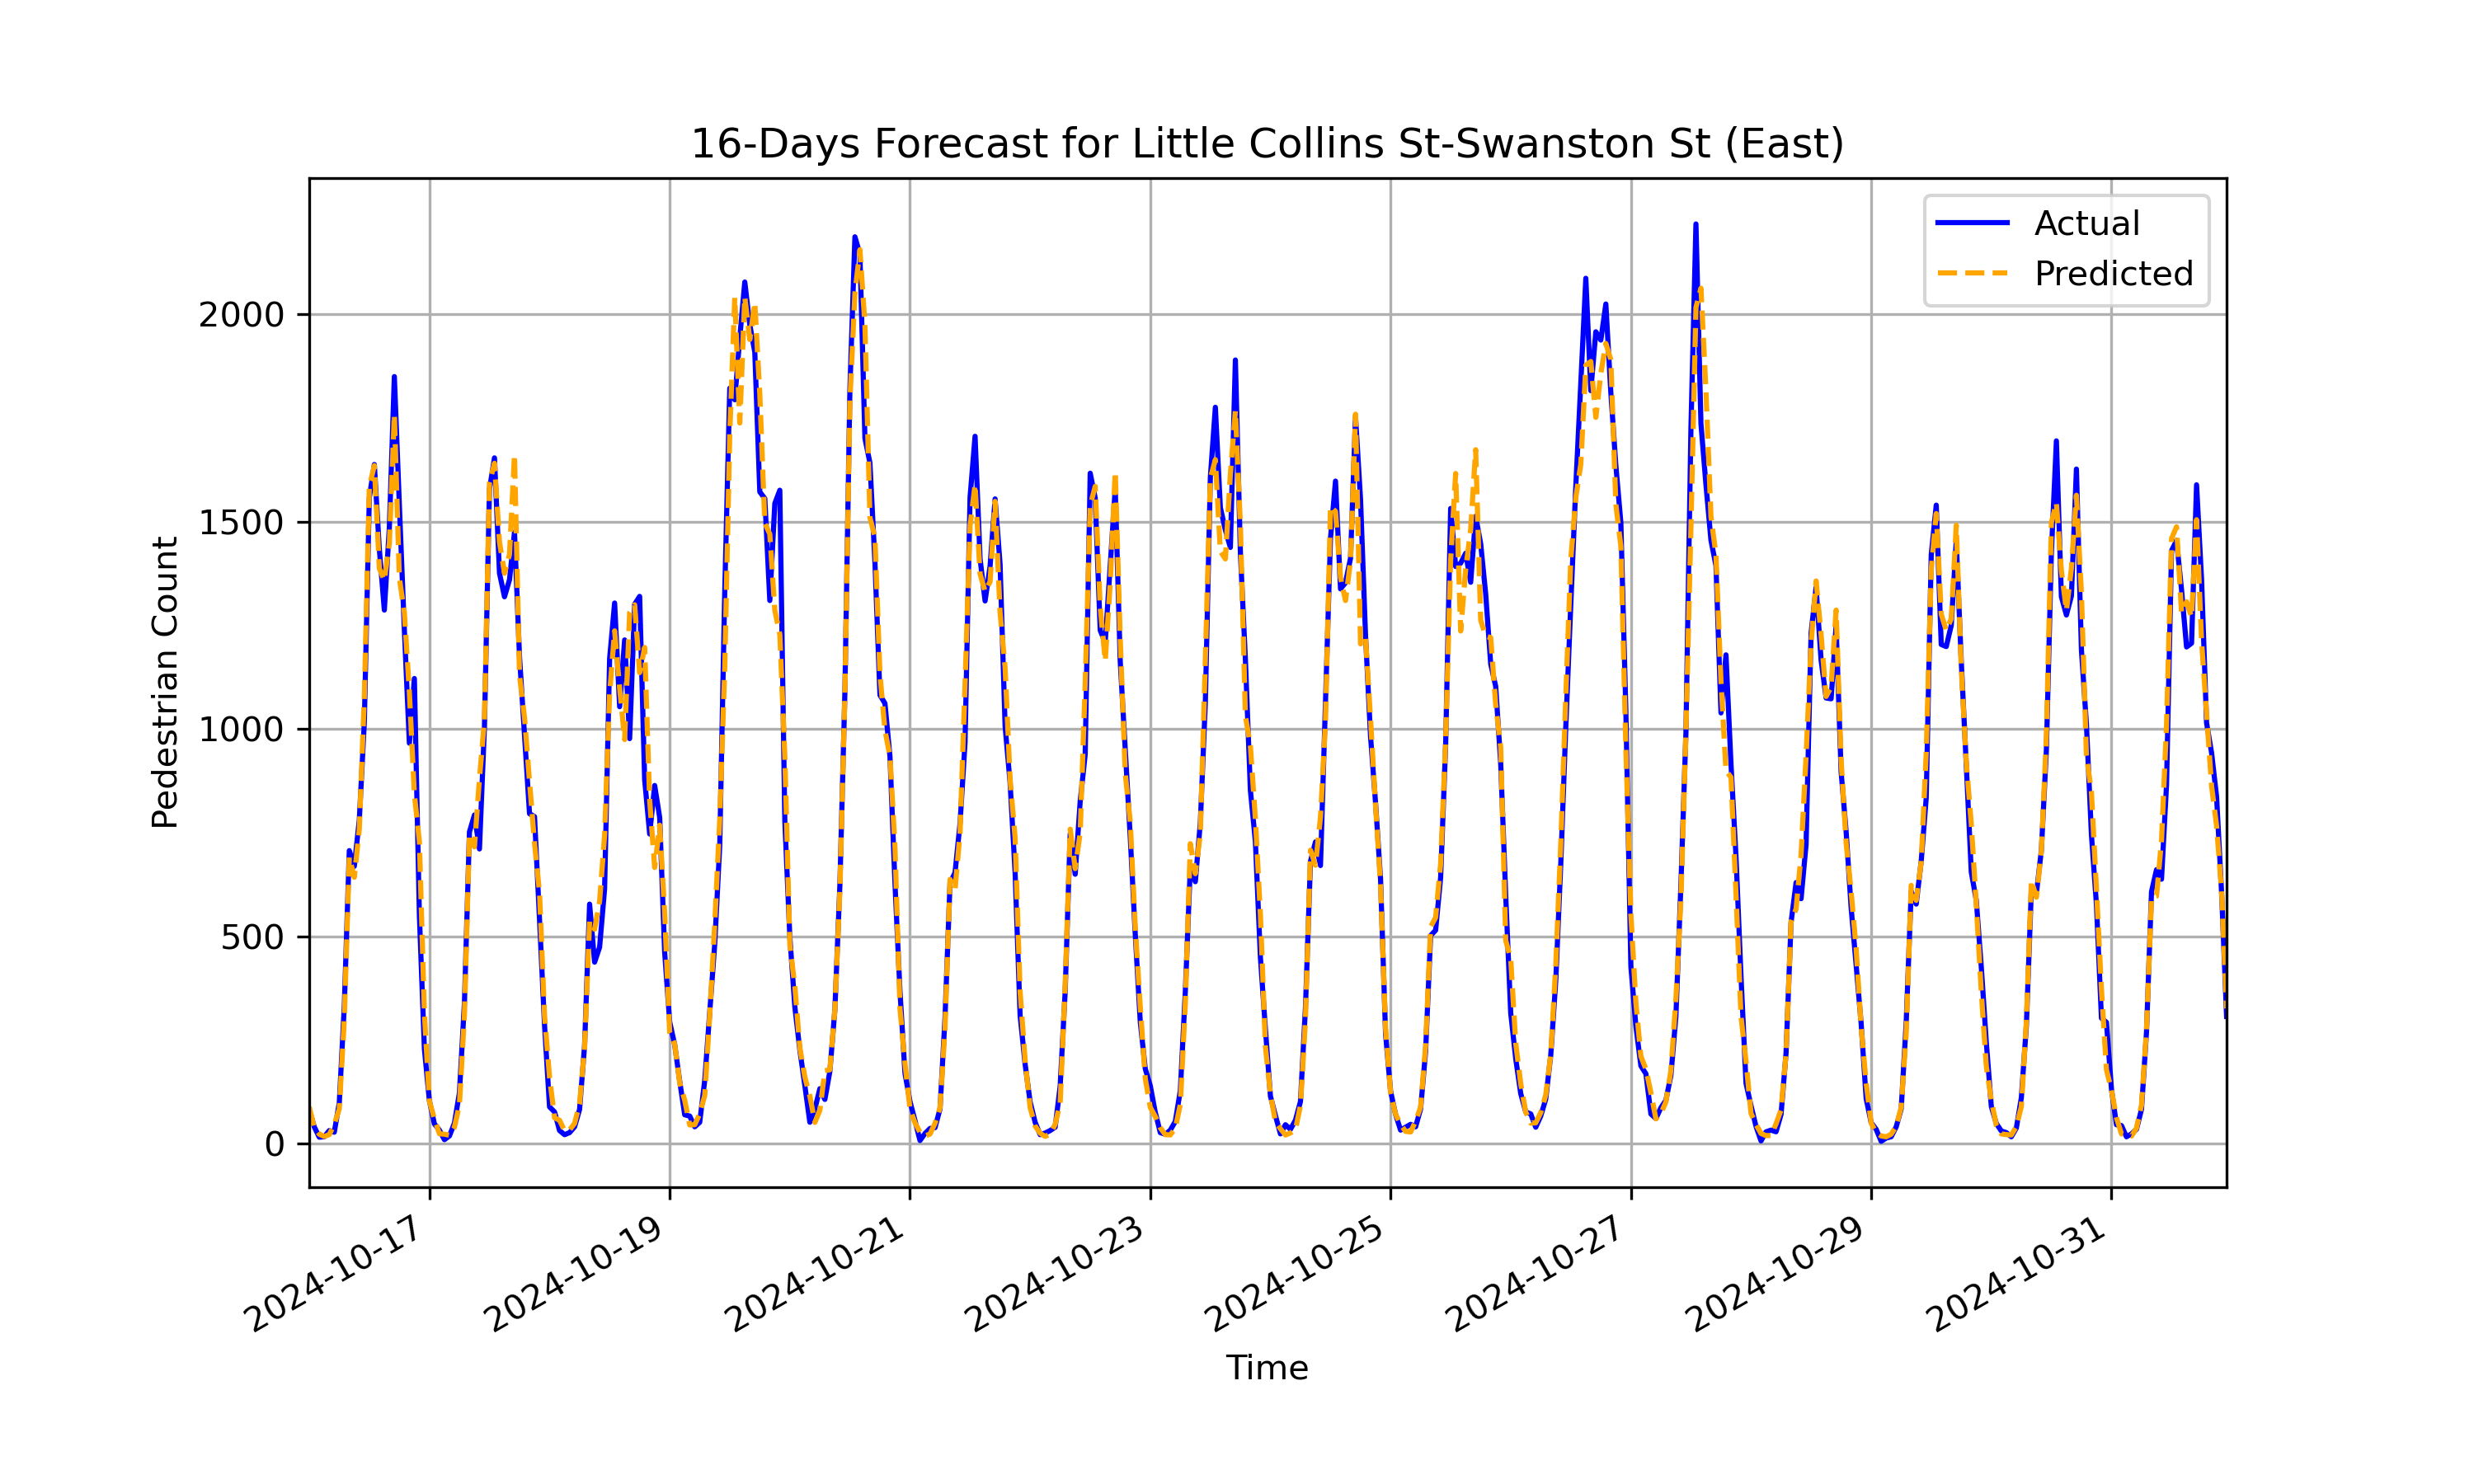 16-Days Forecast for Little Collins St-Swanston St (East)
Actual
Predicted
Pedestrian Count
2000
1500
1000
500
0
2024-10-17
2024-10-19
2024-10-21
2024-10-23
2024-10-25
2024-10-27
2024-10-29
2024-10-31
Time